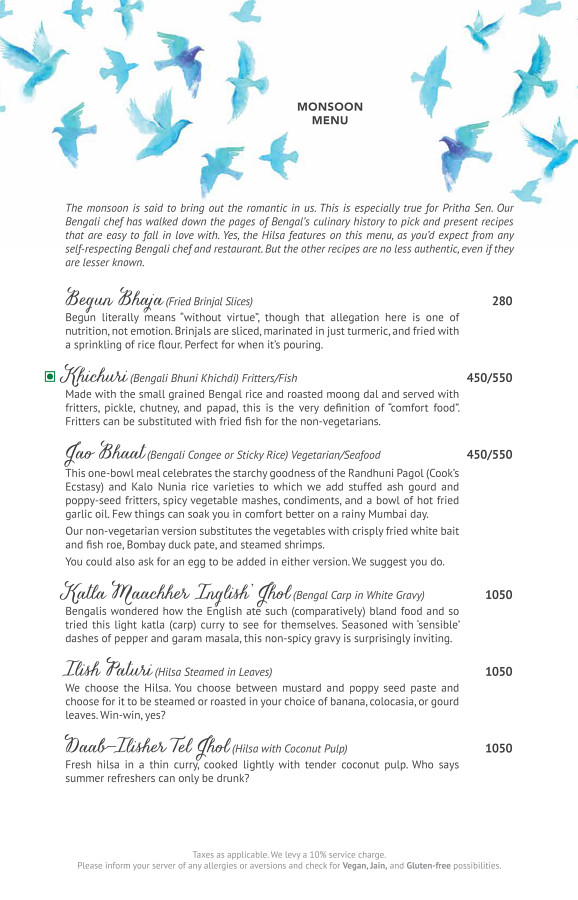 MONSOON
MENU
The monsoon is said to bring out the romantic in us. This is especially true for Pritha Sen. Our
Bengali chef has walked down the pages of Bengal's culinary history to pick and present recipes
that are easy to fall in love with. Yes, the Hilsa features on this menu, as you'd expect from any
self-respecting Bengali chef and restaurant. But the other recipes are no less authentic, even if they
are lesser known.
Begun Bhaja (Fried Brinjal Slices) 280
Begun literally means "without virtue", though that allegation here is one of
nutrition, not emotion. Brinjals are sliced, marinated in just turmeric, and fried with
a sprinkling of rice flour. Perfect for when it's pouring.
Khichuri (Bengali Bhuni Khichdi) Fritters/Fish 450/550
Made with the small grained Bengal rice and roasted moong dal and served with
fritters, pickle, chutney, and papad, this is the very definition of "comfort food".
Fritters can be substituted with fried fish for the non-vegetarians.
Jao Bhaat (Bengali Congee or Sticky Rice) Vegetarian/Seafood 450/550
This one-bowl meal celebrates the starchy goodness of the Randhuni Pagol (Cook's
Ecstasy) and Kalo Nunia rice varieties to which we add stuffed ash gourd and
poppy-seed fritters, spicy vegetable mashes, condiments, and a bowl of hot fried
garlic oil. Few things can soak you in comfort better on a rainy Mumbai day.
Our non-vegetarian version substitutes the vegetables with crisply fried white bait
and fish roe, Bombay duck pate, and steamed shrimps.
You could also ask for an egg to be added in either version. We suggest you do.
Katla Maachher Inglish' Jhol (Bengal Carp in White Gravy) 1050
Bengalis wondered how the English ate such (comparatively) bland food and so
tried this light katla (carp) curry to see for themselves. Seasoned with 'sensible'
dashes of pepper and garam masala, this non-spicy gravy is surprisingly inviting.
Ilish Paturi (Hilsa Steamed in Leaves) 1050
We choose the Hilsa. You choose between mustard and poppy seed paste and
choose for it to be steamed or roasted in your choice of banana, colocasia, or gourd
leaves. Win-win, yes?
Daab-Ilisher Tel Jhol (Hilsa with Coconut Pulp) 1050
Fresh hilsa in a thin curry, cooked lightly with tender coconut pulp. Who says
summer refreshers can only be drunk?
Taxes as applicable. We levy a 10% service charge.
Please inform your server of any allergies or aversions and check for Vegan, Jain, and Gluten-free possibilities.